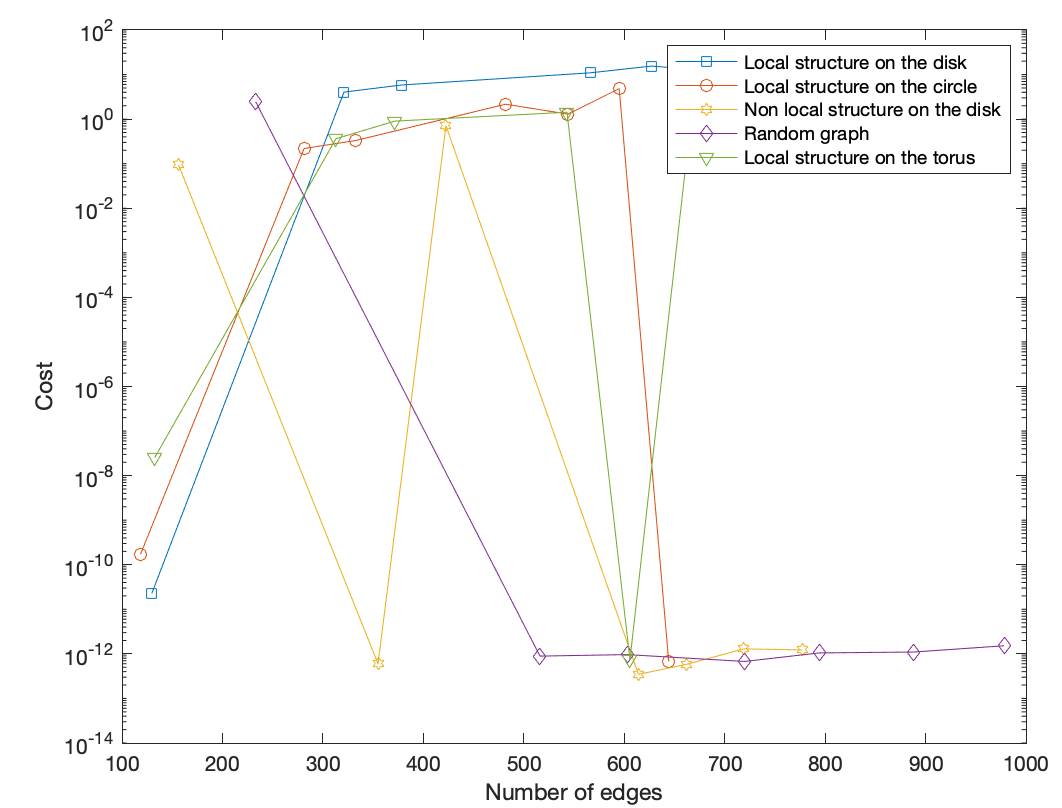 10^2
10^0
10^-2
10^-4
10^-6
10^-8
10^-10
10^-12
10^-14
Cost
Local structure on the disk
Local structure on the circle
Non local structure on the disk
Random graph
Local structure on the torus
100 200 300 400 500 600 700 800 900 1000
Number of edges